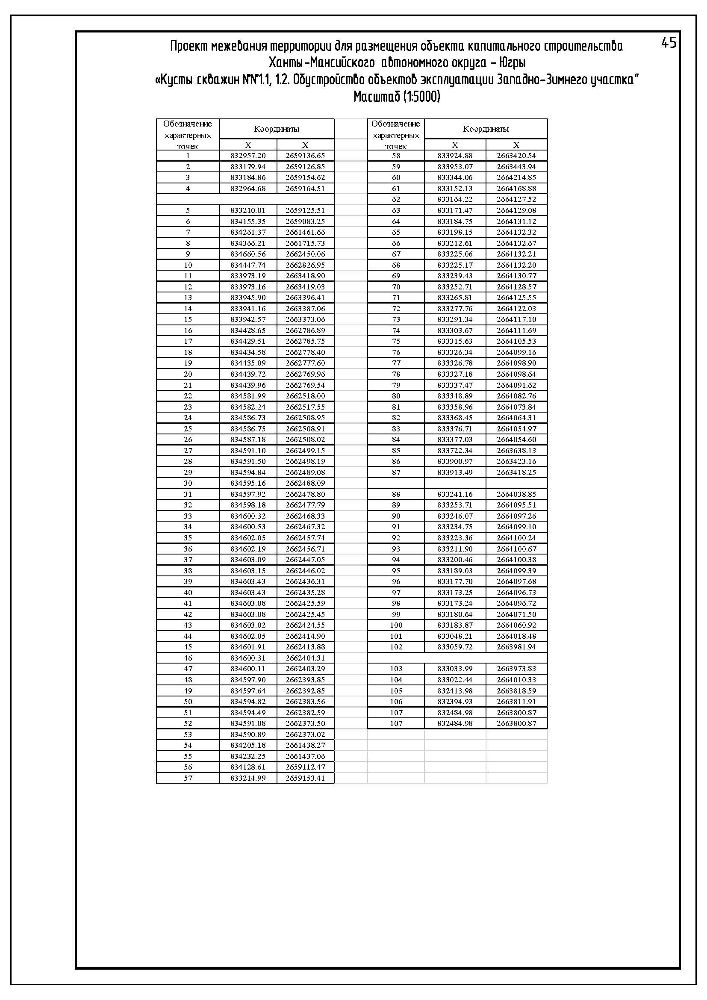 45
Проект межевания территории для размещения объекта капитального строительства
Ханты-Мансийского автономного округа - Югры
«Кусты скважин №№1.1, 1.2. Обустройство объектов эксплуатации Западно-Зимнего участка"
Масштаб (1:5000)
Обозначение характерных точек Координаты Обозначение характерных точек Координаты
X X X X
1 832957.20 2659136.65 58 833924.88 2663420.54
2 833179.94 2659126.85 59 833953.07 2663443.94
3 833184.86 2659154.62 60 833344.06 2664214.85
4 832964.68 2659164.51 61 833152.13 2664168.88
62 833164.22 2664127.52
5 833210.01 2659125.51 63 833171.47 2664129.08
6 834155.35 2659083.25 64 833184.75 2664131.12
7 834261.37 2661461.66 65 833198.15 2664132.32
8 834366.21 2661715.73 66 833212.61 2664132.67
9 834660.56 2662450.06 67 833225.06 2664132.21
10 834447.74 2662826.95 68 833225.17 2664132.20
11 833973.19 2663418.90 69 833239.43 2664130.77
12 833973.16 2663419.03 70 833252.71 2664128.57
13 833945.90 2663396.41 71 833265.81 2664125.55
14 833941.16 2663387.06 72 833277.76 2664122.03
15 833942.57 2663373.06 73 833291.34 2664117.10
16 834428.65 2662786.89 74 833303.67 2664111.69
17 834429.51 2662785.75 75 833315.63 2664105.53
18 834434.58 2662778.40 76 833326.34 2664099.16
19 834435.09 2662777.60 77 833326.78 2664098.90
20 834439.72 2662769.96 78 833327.18 2664098.64
21 834439.96 2662769.54 79 833337.47 2664091.62
22 834581.99 2662518.00 80 833348.89 2664082.76
23 834582.24 2662517.55 81 833358.96 2664073.84
24 834586.73 2662508.95 82 833368.45 2664064.31
25 834586.75 2662508.91 83 833376.71 2664054.97
26 834587.18 2662508.02 84 833377.03 2664054.60
27 834591.10 2662499.15 85 833722.34 2663638.13
28 834591.50 2662498.19 86 833900.97 2663423.16
29 834594.84 2662489.08 87 833913.49 2663418.25
30 834595.16 2662488.09
31 834597.92 2662478.80 88 833241.16 2664038.85
32 834598.18 2662477.79 89 833253.71 2664095.51
33 834600.32 2662468.33 90 833246.07 2664097.26
34 834600.53 2662467.32 91 833234.75 2664099.10
35 834602.05 2662457.74 92 833223.36 2664100.24
36 834602.19 2662456.71 93 833211.90 2664100.67
37 834603.09 2662447.05 94 833200.46 2664100.38
38 834603.15 2662446.02 95 833189.03 2664099.39
39 834603.43 2662436.31 96 833177.70 2664097.68
40 834603.43 2662435.28 97 833173.25 2664096.73
41 834603.08 2662425.59 98 833173.24 2664096.72
42 834603.08 2662425.45 99 833180.64 2664071.50
43 834603.02 2662424.55 100 833183.87 2664060.92
44 834602.05 2662414.90 101 833048.21 2664018.48
45 834601.91 2662413.88 102 833059.72 2663981.94
46 834600.31 2662404.31
47 834600.11 2662403.29 103 833033.99 2663973.83
48 834597.90 2662393.85 104 833022.44 2664010.33
49 834597.64 2662392.85 105 832413.98 2663818.59
50 834594.82 2662383.56 106 832394.93 2663811.91
51 834594.49 2662382.59 107 832484.98 2663800.87
52 834591.08 2662373.50 107 832484.98 2663800.87
53 834590.89 2662373.02
54 834205.18 2661438.27
55 834232.25 2661437.06
56 834128.61 2659112.47
57 833214.99 2659153.41